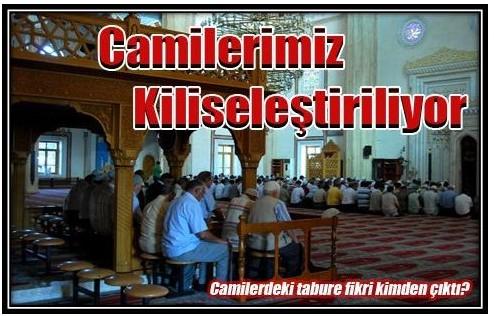 Camilerimiz
Kiliseleştiriliyor
Camilerdeki tabure fikri kimden çıktı?